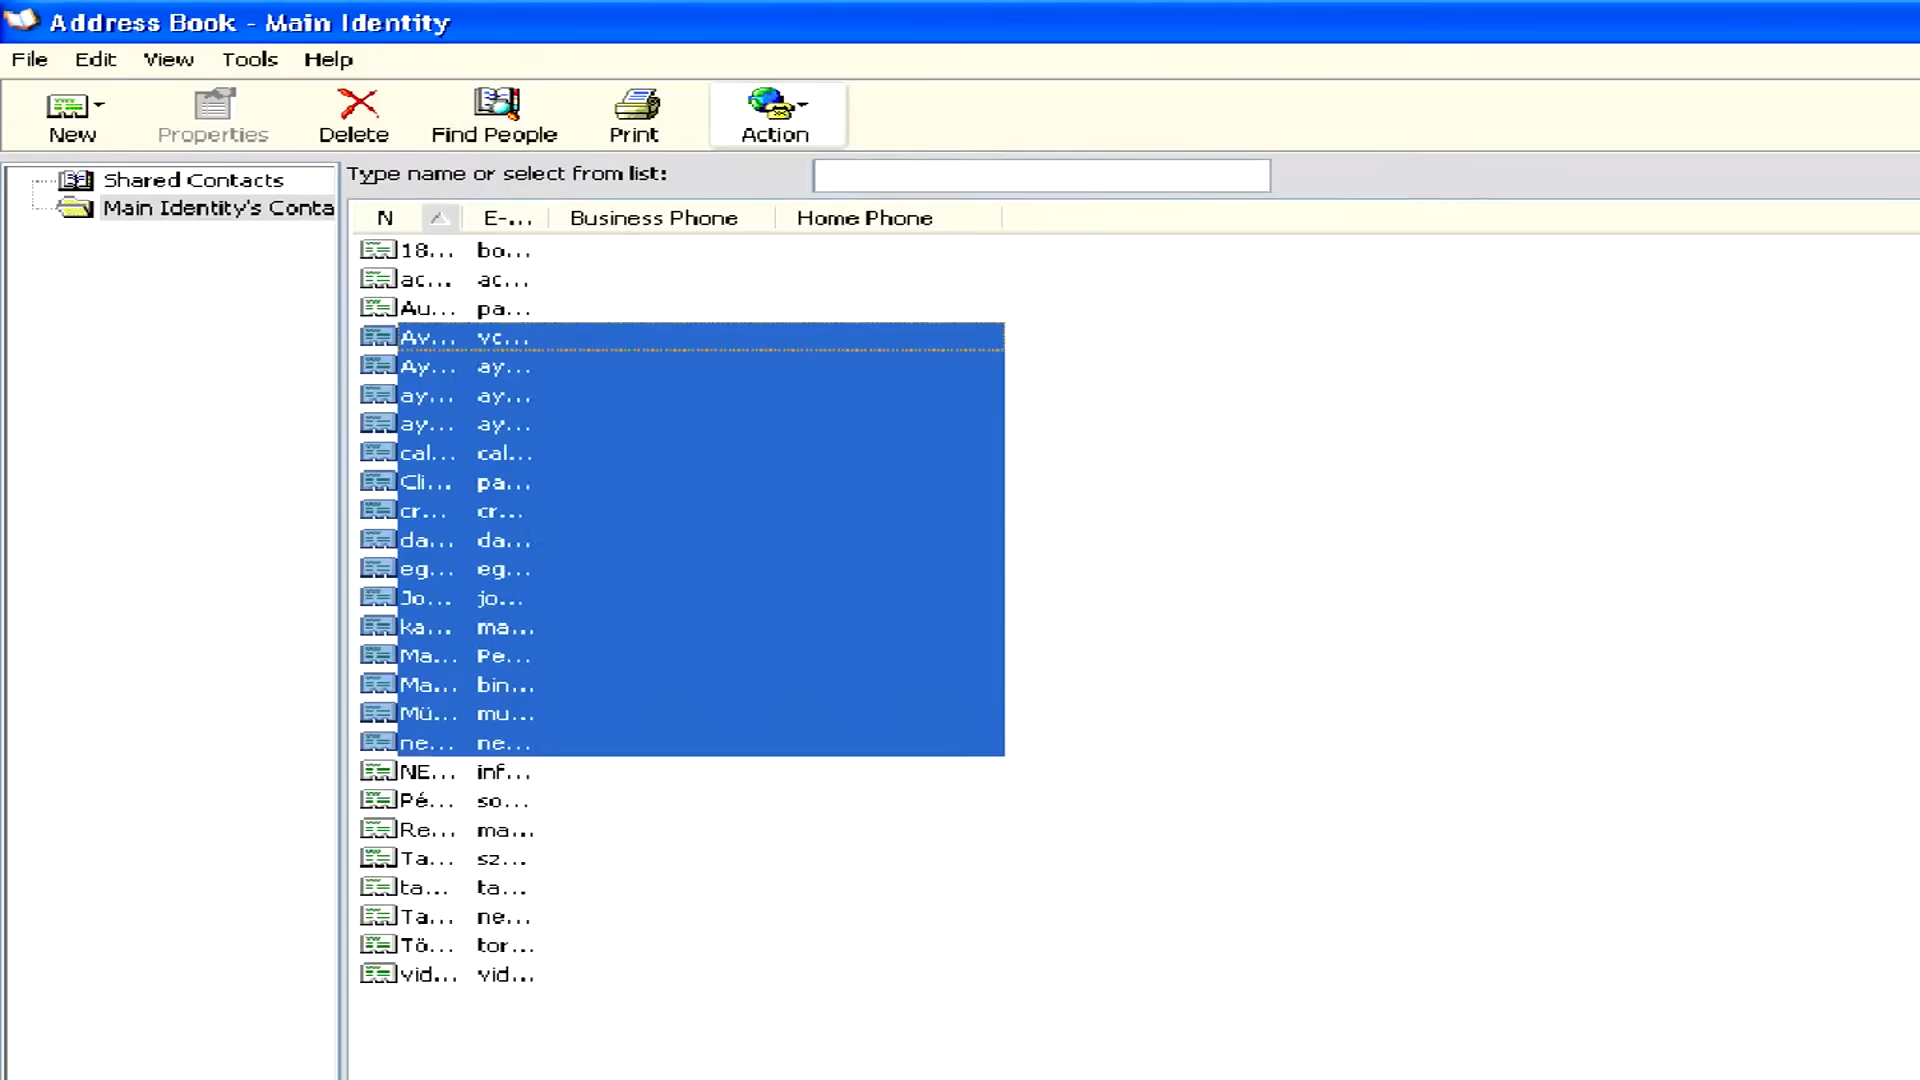 Address Book - Main Identity
File Edit View Tools Help
New Properties Delete Find People Print Action
Shared Contacts
Main Identity's Conta
Type name or select from list:
N E-... Business Phone Home Phone
18... bo...
ac... ac...
Au... pa...
Av... vc...
Ay... ay...
ay... ay...
ay... ay...
cal... cal...
Cli... pa...
cr... cr...
da... da...
eg... eg...
Jo... jo...
ka... ma...
Ma... Pe...
Ma... bin...
Mü... mu...
ne... ne...
NE... inf...
Pé... so...
Re... ma...
Ta... sz...
ta... ta...
Ta... ne...
Tö... tor...
vid... vid...